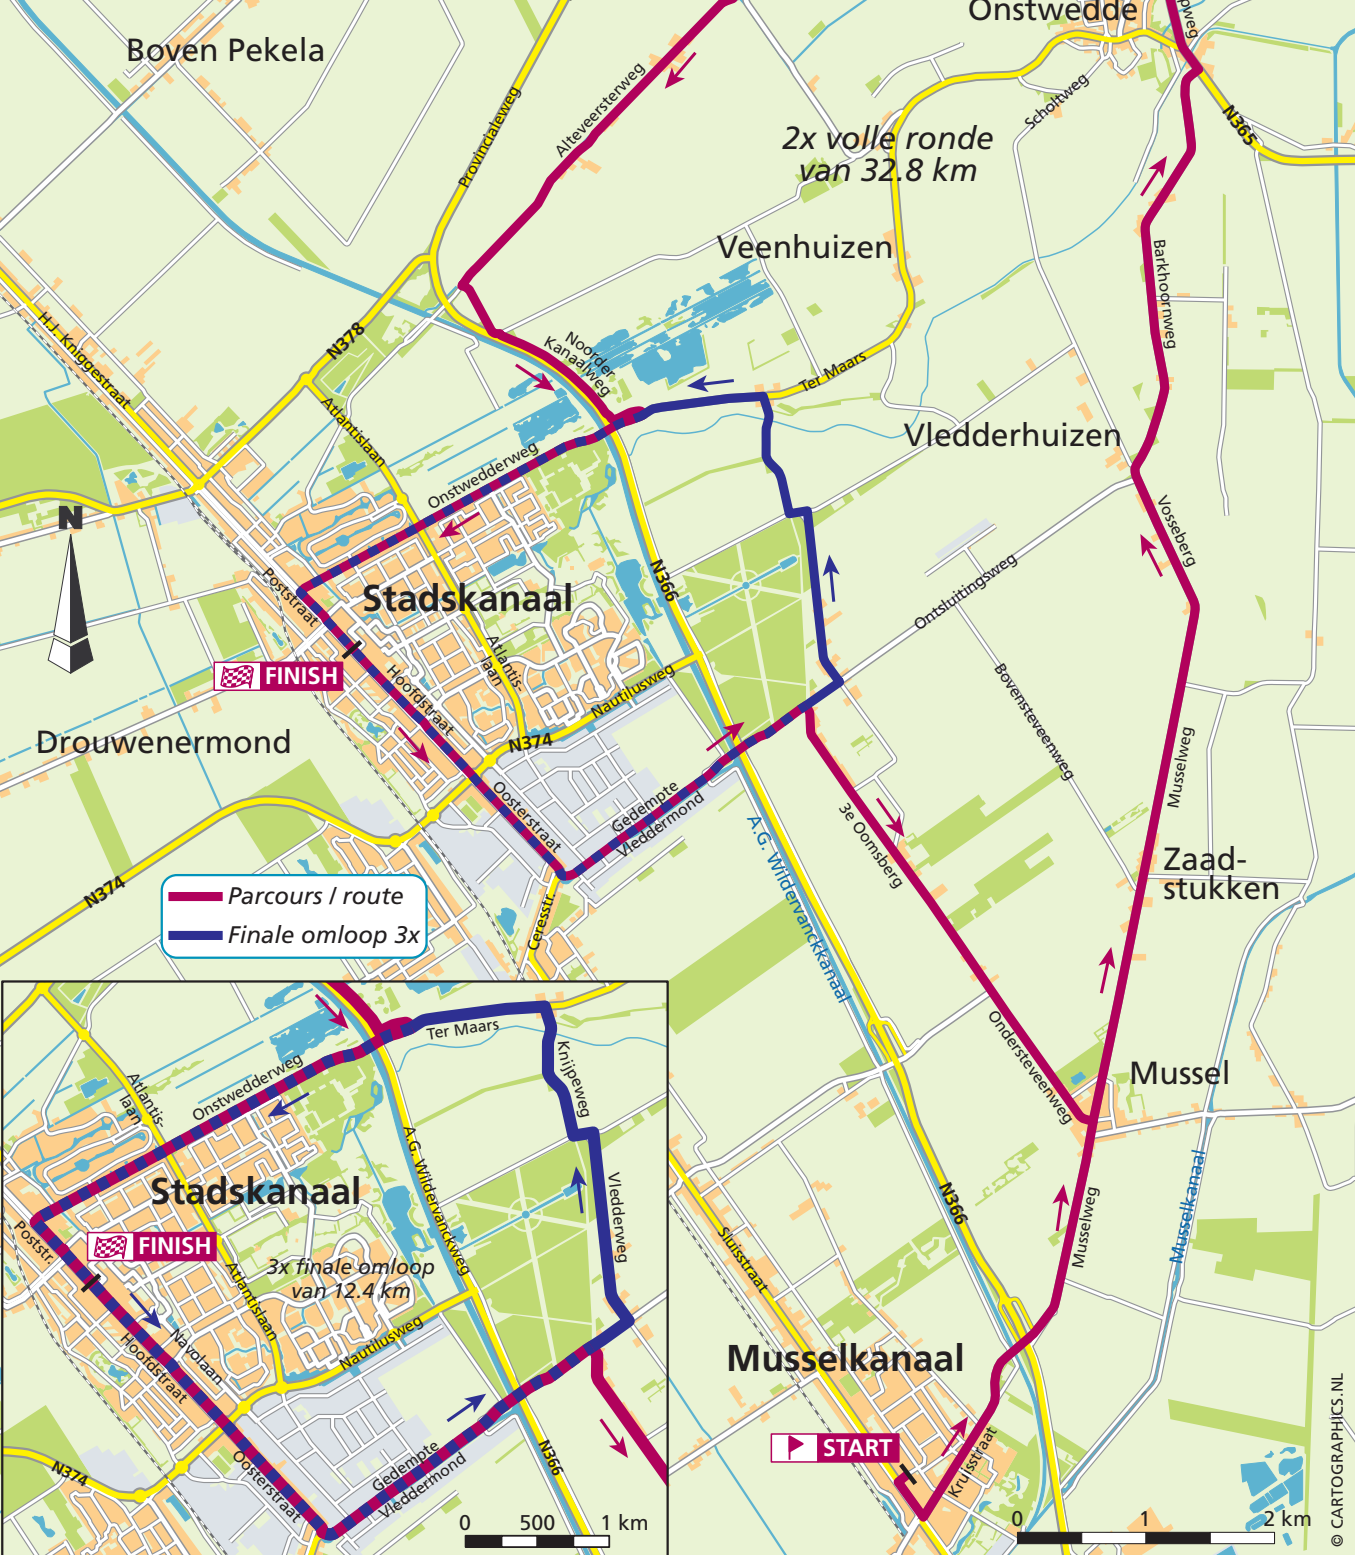 Onstwedde
pweg
Boven Pekela
Alteveersterweg
Provincialeweg
Scholtweg
N365
2x volle ronde
van 32.8 km
Veenhuizen
Barkhoornweg
H.J. Kniggestraat
N378
Noorder
Kanaalweg
Ter Maars
Atlantislaan
Vledderhuizen
Onstwedderweg
N
Vosseberg
N366
Poststraat
Stadskanaal
Ontsluitingsweg
Atlantis-
laan
FINISH
Hoofdstraat
Nautilusweg
Bovensteveenweg
Drouwenermond
N374
Musselweg
Oosterstraat
Gedempte
Vleddermond
3e Oomsberg
A.G. Wildervanckkanaal
Zaad-
stukken
N374
Parcours / route
Ceresstr.
Finale omloop 3x
Ter Maars
Ondersteveenweg
Mussel
Knijpeweg
Onstwedderweg
Atlantis-
laan
A.G. Wildervanckweg
Stadskanaal
Vledderweg
Musselkanaal
N366
Musselweg
Poststr.
FINISH
Sluisstraat
3x finale omloop
van 12.4 km
Atlantislaan
Navolaan
Hoofdstraat
Nautilusweg
Musselkanaal
START
Kruisstraat
N374
Oosterstraat
Gedempte
Vleddermond
N366
0 500 1 km
0 1 2 km
© CARTOGRAPHICS.NL